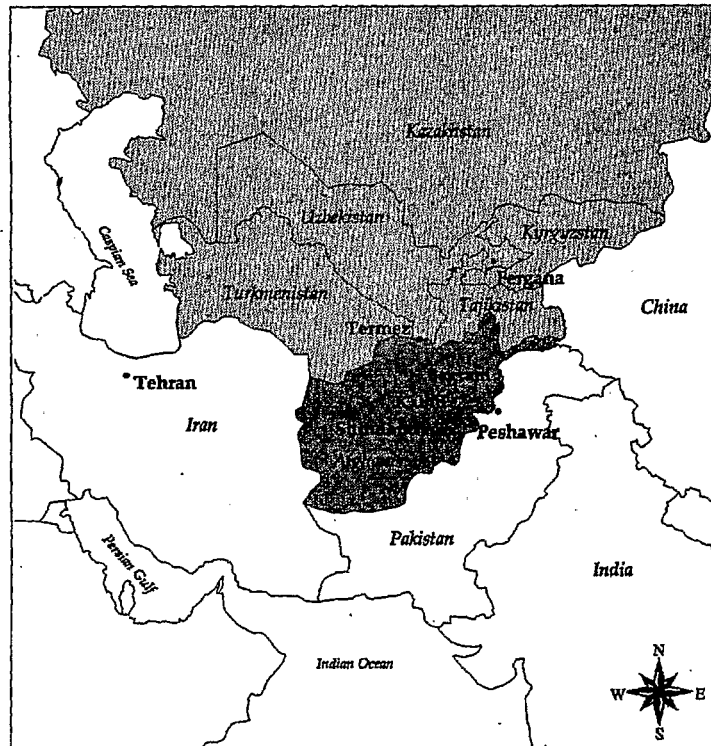 Kazakhstan
Uzbekistan
Kyrgyzstan
Caspian Sea
Fergana
Turkmenistan
Tajikistan
China
Termez
Tehran
Iran
Peshawar
Pakistan
Persian Gulf
India
Indian Ocean
N
W E
S